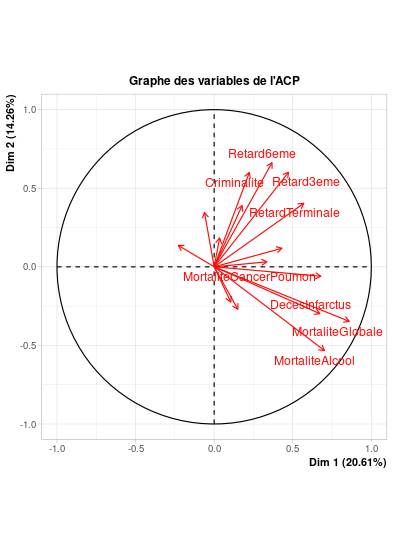 Graphe des variables de l'ACP
Dim 2 (14.26%)
1.0
0.5
0.0
-0.5
-1.0
Retard6eme
Criminalite
Retard3eme
RetardTerminale
MortaliteCancerPoumon
DecesInfarctus
MortaliteGlobale
MortaliteAlcool
-1.0
-0.5
0.0
0.5
1.0
Dim 1 (20.61%)